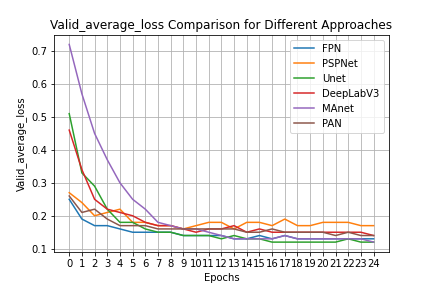 Valid_average_loss Comparison for Different Approaches
Valid_average_loss
0.7
0.6
0.5
0.4
0.3
0.2
0.1
FPN
PSPNet
Unet
DeepLabV3
MAnet
PAN
0 1 2 3 4 5 6 7 8 9 10 11 12 13 14 15 16 17 18 19 20 21 22 23 24
Epochs